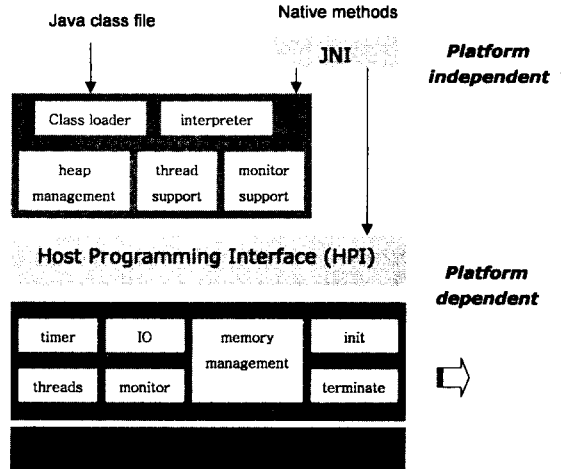 Java class file
Native methods
JNI
Platform
independent
Class loader
interpreter
heap
management
thread
support
monitor
support
Host Programming Interface (HPI)
Platform
dependent
timer
IO
memory
management
init
threads
monitor
terminate